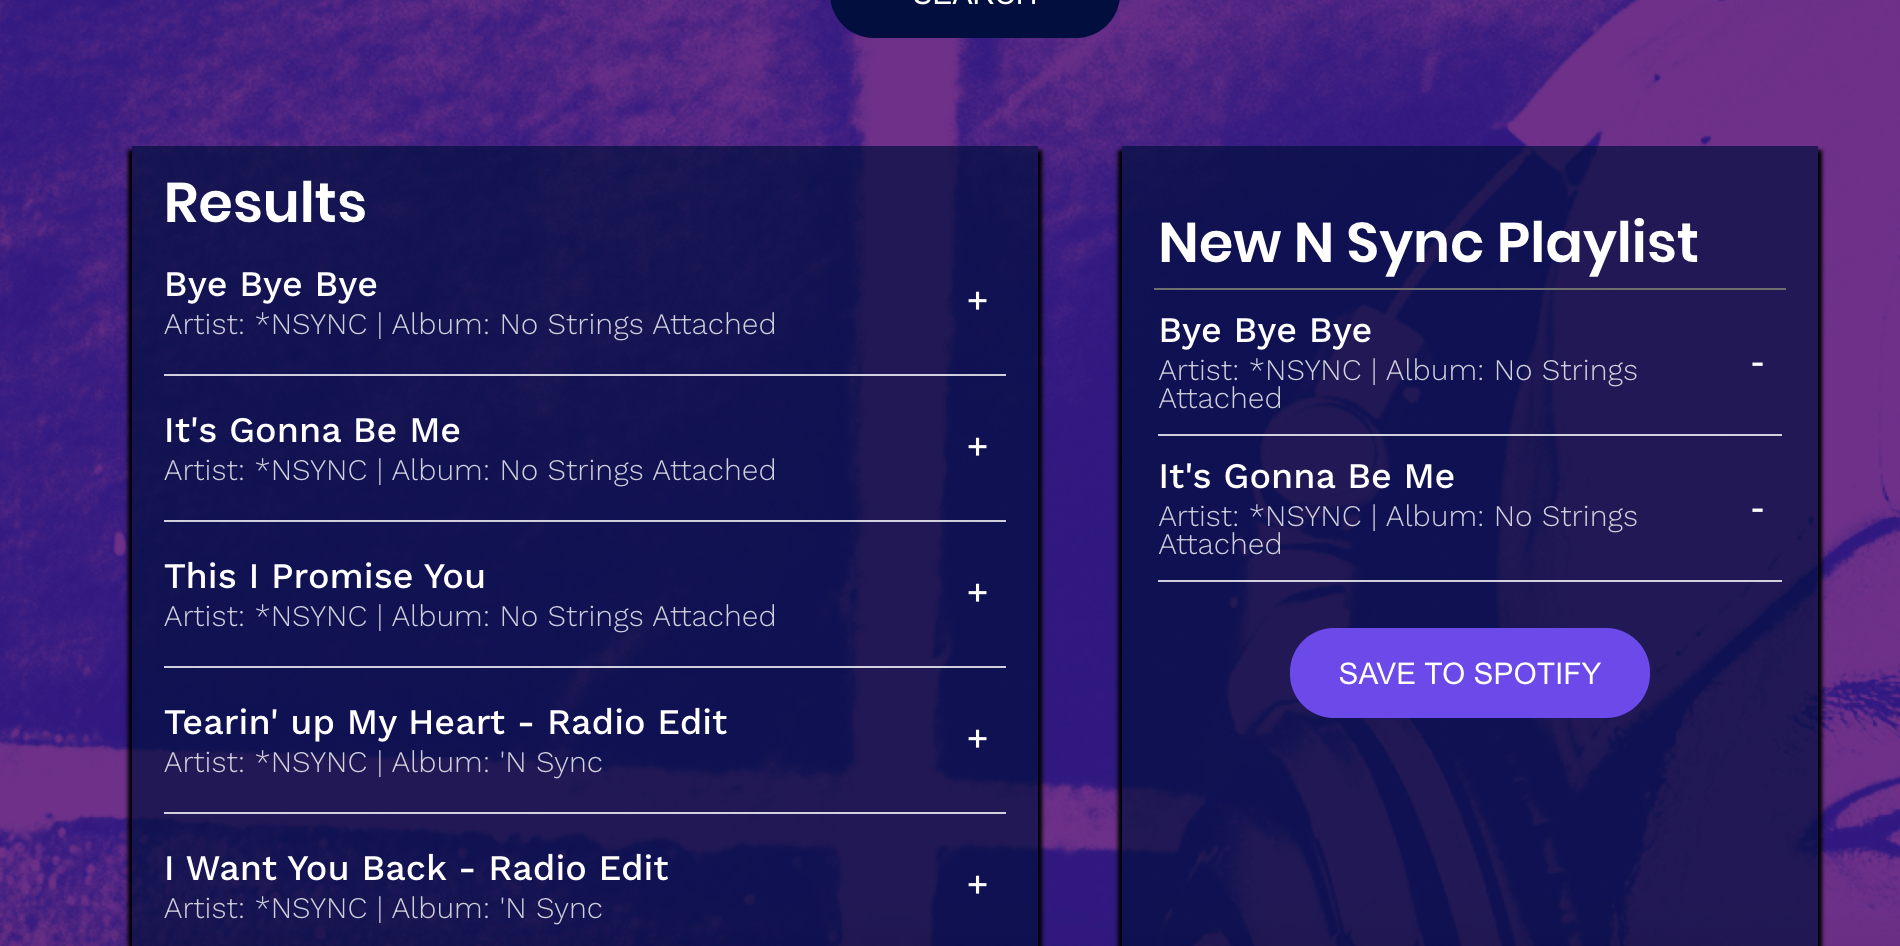 SEARCH
Results
Bye Bye Bye
Artist: *NSYNC | Album: No Strings Attached
+
It's Gonna Be Me
Artist: *NSYNC | Album: No Strings Attached
+
This I Promise You
Artist: *NSYNC | Album: No Strings Attached
+
Tearin' up My Heart - Radio Edit
Artist: *NSYNC | Album: 'N Sync
+
I Want You Back - Radio Edit
Artist: *NSYNC | Album: 'N Sync
+
New N Sync Playlist
Bye Bye Bye
Artist: *NSYNC | Album: No Strings
Attached
-
It's Gonna Be Me
Artist: *NSYNC | Album: No Strings
Attached
-
SAVE TO SPOTIFY